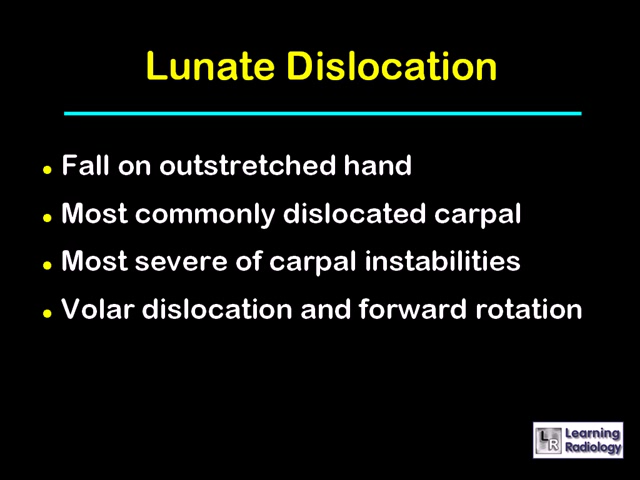 Lunate Dislocation
Fall on outstretched hand
Most commonly dislocated carpal
Most severe of carpal instabilities
Volar dislocation and forward rotation
LR Learning
Radiology